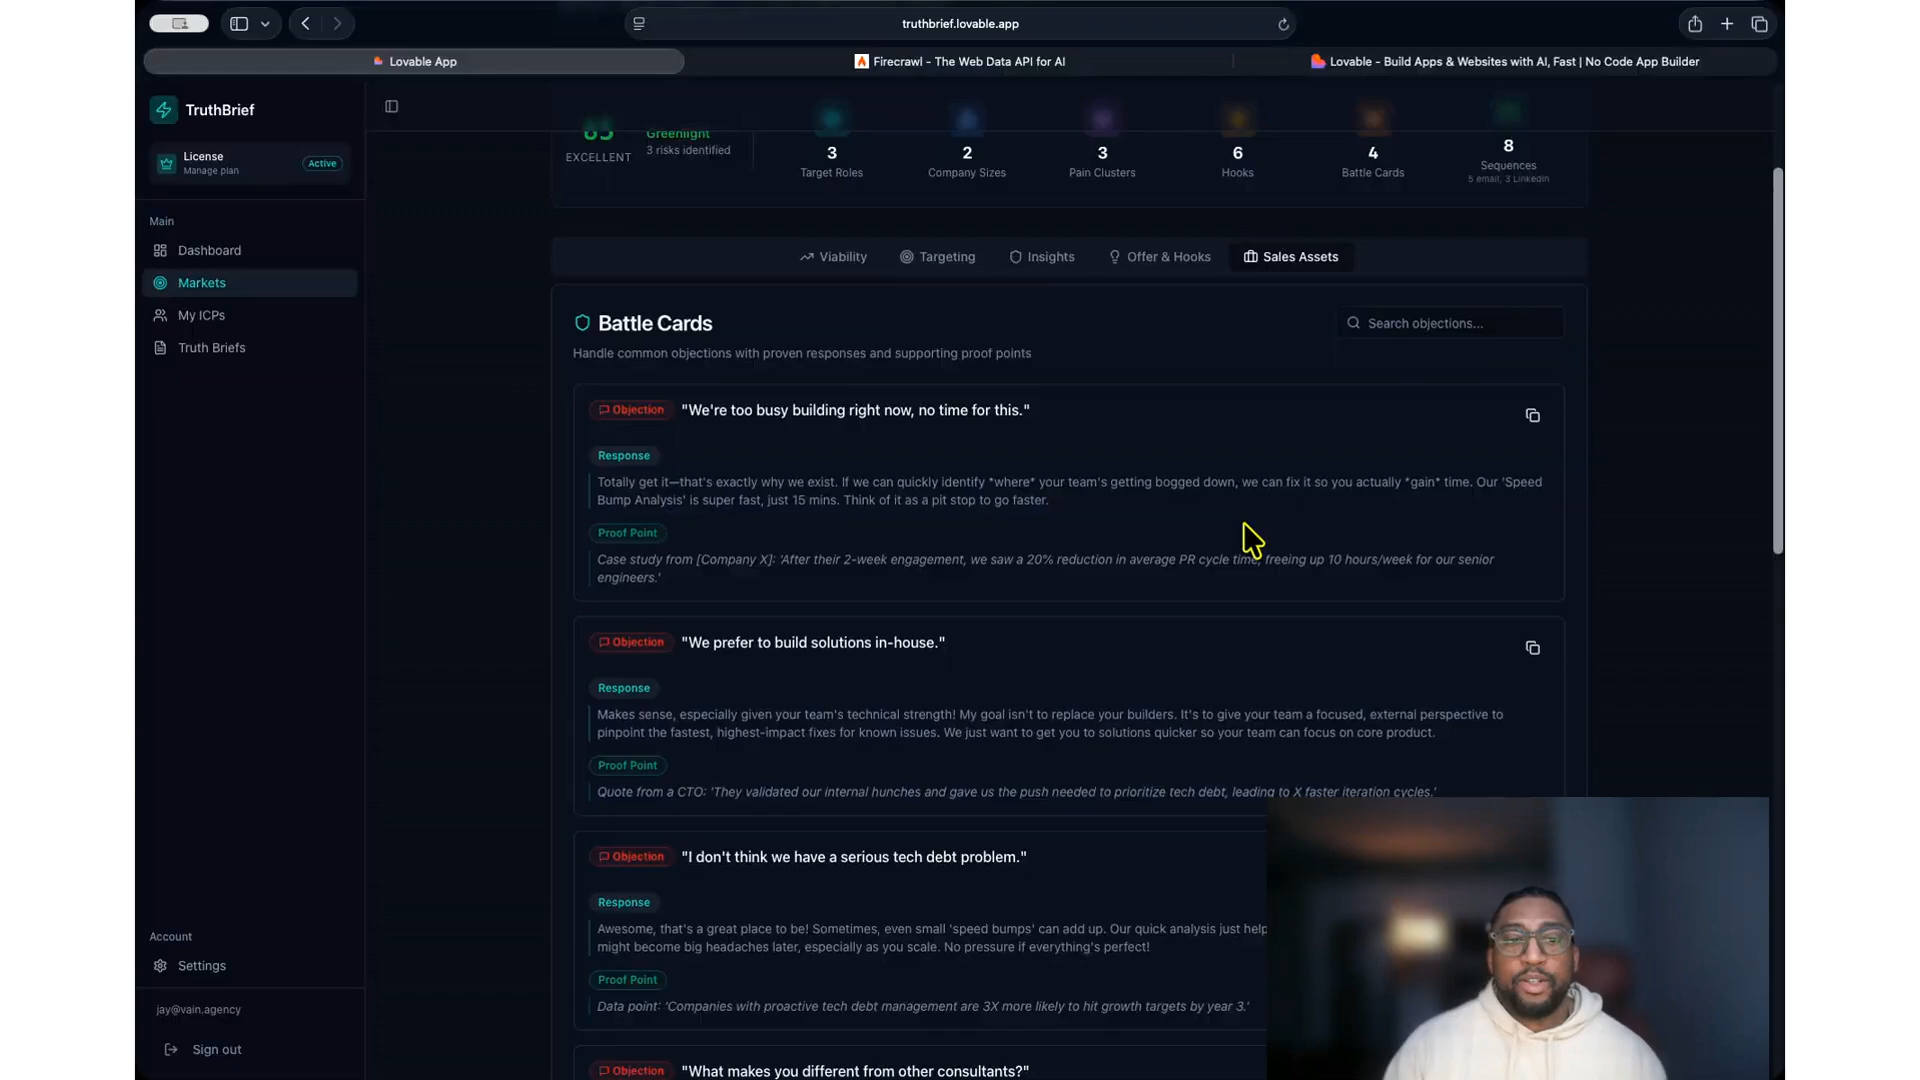 truthbrief.lovable.app
Lovable App
Firecrawl - The Web Data API for AI
Lovable - Build Apps & Websites with AI, Fast | No Code App Builder
TruthBrief
License
Manage plan
Active
Main
Dashboard
Markets
My ICPs
Truth Briefs
Account
Settings
jay@vain.agency
Sign out
EXCELLENT
Greenlight
3 risks identified
3
Target Roles
2
Company Sizes
3
Pain Clusters
6
Hooks
4
Battle Cards
8
Sequences
5 email, 3 LinkedIn
Viability
Targeting
Insights
Offer & Hooks
Sales Assets
Battle Cards
Search objections...
Handle common objections with proven responses and supporting proof points
Objection "We're too busy building right now, no time for this."
Response
Totally get it—that's exactly why we exist. If we can quickly identify *where* your team's getting bogged down, we can fix it so you actually *gain* time. Our 'Speed
Bump Analysis' is super fast, just 15 mins. Think of it as a pit stop to go faster.
Proof Point
Case study from [Company X]: 'After their 2-week engagement, we saw a 20% reduction in average PR cycle time, freeing up 10 hours/week for our senior
engineers.'
Objection "We prefer to build solutions in-house."
Response
Makes sense, especially given your team's technical strength! My goal isn't to replace your builders. It's to give your team a focused, external perspective to
pinpoint the fastest, highest-impact fixes for known issues. We just want to get you to solutions quicker so your team can focus on core product.
Proof Point
Quote from a CTO: 'They validated our internal hunches and gave us the push needed to prioritize tech debt, leading to X faster iteration cycles.'
Objection "I don't think we have a serious tech debt problem."
Response
Awesome, that's a great place to be! Sometimes, even small 'speed bumps' can add up. Our quick analysis just help
might become big headaches later, especially as you scale. No pressure if everything's perfect!
Proof Point
Data point: 'Companies with proactive tech debt management are 3X more likely to hit growth targets by year 3.'
Objection "What makes you different from other consultants?"